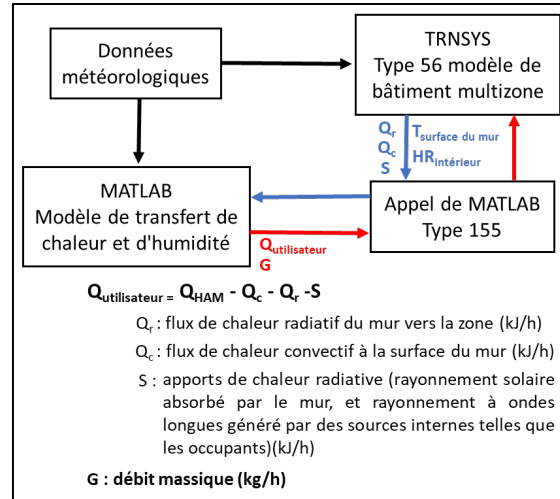 Données
météorologiques
TRNSYS
Type 56 modèle de
bâtiment multizone
Qr
Qc
S
Tsurface du mur
HRintérieur
MATLAB
Modèle de transfert de
chaleur et d'humidité
Appel de MATLAB
Type 155
Qutilisateur
G
Qutilisateur = QHAM - Qc - Qr -S
Qr : flux de chaleur radiatif du mur vers la zone (kJ/h)
Qc : flux de chaleur convectif à la surface du mur (kJ/h)
S : apports de chaleur radiative (rayonnement solaire
absorbé par le mur, et rayonnement à ondes
longues généré par des sources internes telles que
les occupants)(kJ/h)
G : débit massique (kg/h)